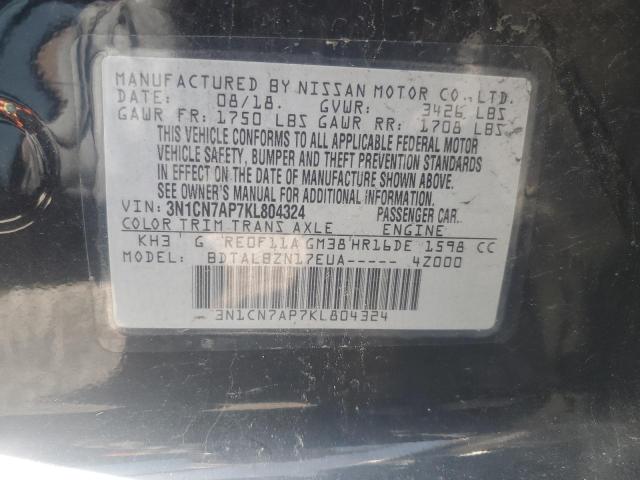 MANUFACTURED BY NISSAN MOTOR CO., LTD.
DATE: 08/18. GVWR: 3426 LBS
GAWR FR: 1750 LBS GAWR RR: 1708 LBS
THIS VEHICLE CONFORMS TO ALL APPLICABLE FEDERAL MOTOR
VEHICLE SAFETY, BUMPER AND THEFT PREVENTION STANDARDS
IN EFFECT ON THE DATE OF MANUFACTURE SHOWN ABOVE.
SEE OWNER'S MANUAL FOR ADDITIONAL INFORMATION.
VIN: 3N1CN7AP7KL804324 PASSENGER CAR.
COLOR TRIM TRANS AXLE ENGINE
KH3 G RE0F11A GM38 HR16DE 1598 CC
MODEL: BDTALBZN17EUA----- 4Z000
3N1CN7AP7KL804324